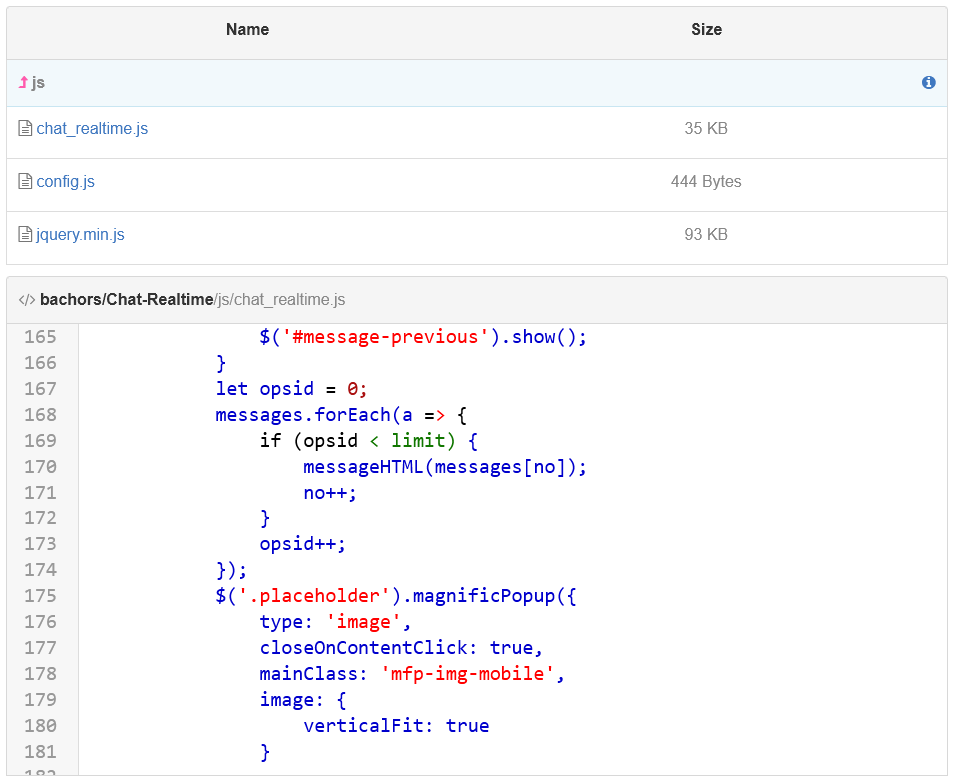 Name Size
js
chat_realtime.js 35 KB
config.js 444 Bytes
jquery.min.js 93 KB
</> bachors/Chat-Realtime/js/chat_realtime.js
165 $('#message-previous').show();
166 }
167 let opsid = 0;
168 messages.forEach(a => {
169 if (opsid < limit) {
170 messageHTML(messages[no]);
171 no++;
172 }
173 opsid++;
174 });
175 $('.placeholder').magnificPopup({
176 type: 'image',
177 closeOnContentClick: true,
178 mainClass: 'mfp-img-mobile',
179 image: {
180 verticalFit: true
181 }